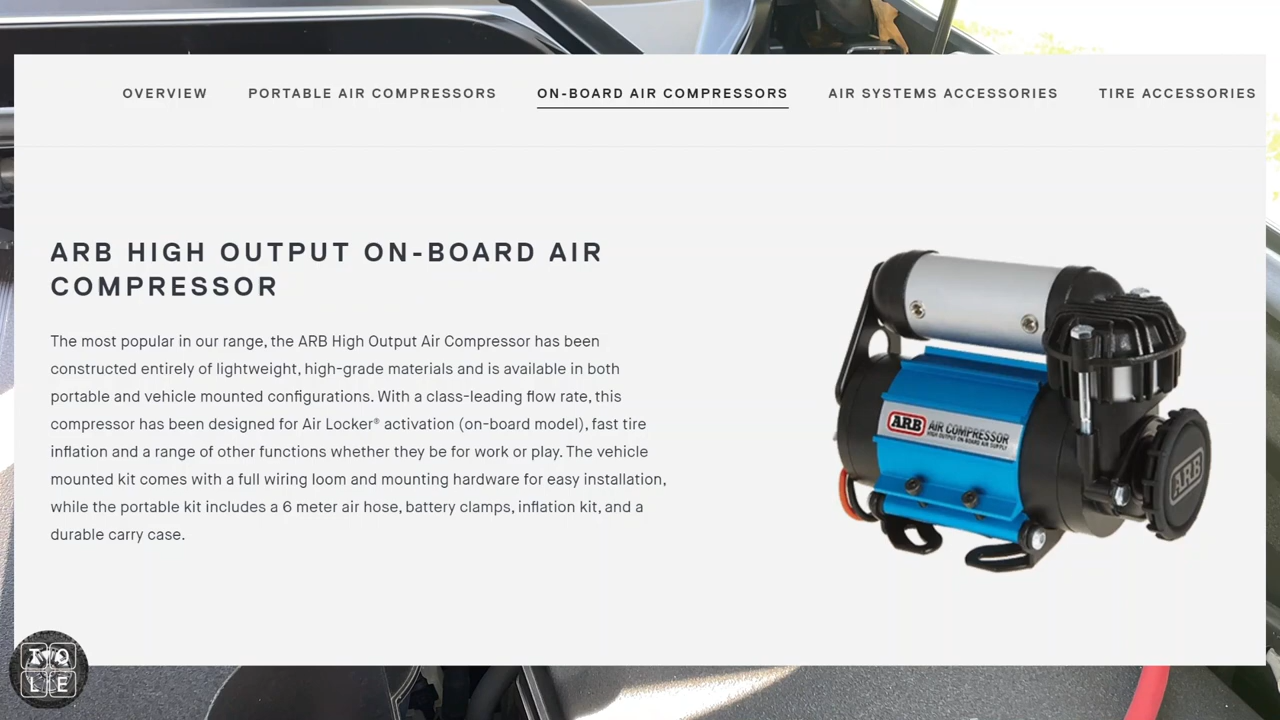 OVERVIEW
PORTABLE AIR COMPRESSORS
ON-BOARD AIR COMPRESSORS
AIR SYSTEMS ACCESSORIES
TIRE ACCESSORIES
ARB HIGH OUTPUT ON-BOARD AIR
COMPRESSOR
The most popular in our range, the ARB High Output Air Compressor has been
constructed entirely of lightweight, high-grade materials and is available in both
portable and vehicle mounted configurations. With a class-leading flow rate, this
compressor has been designed for Air Locker® activation (on-board model), fast tire
inflation and a range of other functions whether they be for work or play. The vehicle
mounted kit comes with a full wiring loom and mounting hardware for easy installation,
while the portable kit includes a 6 meter air hose, battery clamps, inflation kit, and a
durable carry case.
ARB AIR COMPRESSOR
HIGH OUTPUT ON-BOARD AIR SUPPLY
ARB